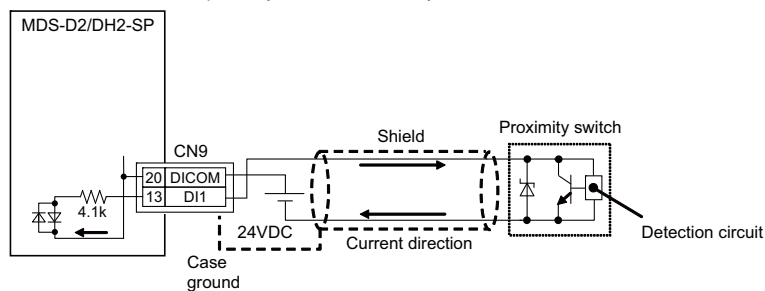 MDS-D2/DH2-SP
CN9
20 DICOM
13 DI1
4.1k
Shield
Proximity switch
24VDC
Current direction
Detection circuit
Case
ground